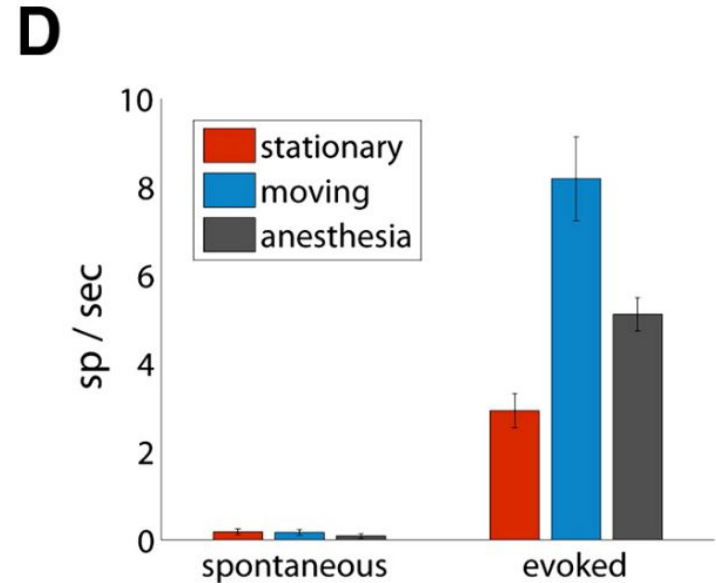 D
10
8
6
4
2
0
sp / sec
stationary
moving
anesthesia
spontaneous
evoked